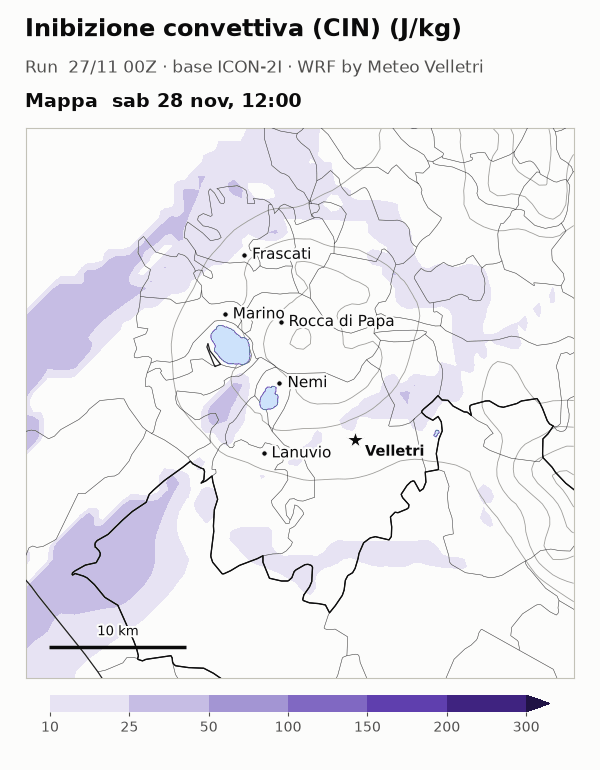 Inibizione convettiva (CIN) (J/kg)
Run  27/11 00Z · base ICON-2I · WRF by Meteo Velletri
Mappa  sab 28 nov, 12:00
Frascati
Marino
Rocca di Papa
Nemi
Velletri
Lanuvio
10 km
10 25 50 100 150 200 300